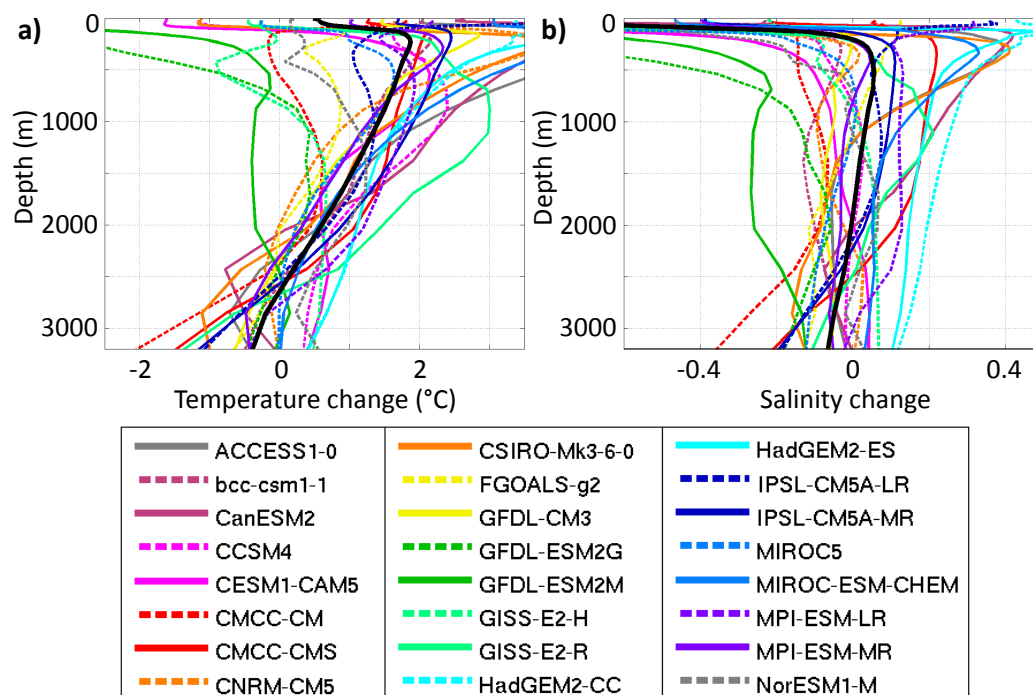 a)
b)
0
1000
2000
3000
Depth (m)
-2
0
2
Temperature change (°C)
0
1000
2000
3000
Depth (m)
-0.4
0
0.4
Salinity change
ACCESS1-0
bcc-csm1-1
CanESM2
CCSM4
CESM1-CAM5
CMCC-CM
CMCC-CMS
CNRM-CM5
CSIRO-Mk3-6-0
FGOALS-g2
GFDL-CM3
GFDL-ESM2G
GFDL-ESM2M
GISS-E2-H
GISS-E2-R
HadGEM2-CC
HadGEM2-ES
IPSL-CM5A-LR
IPSL-CM5A-MR
MIROC5
MIROC-ESM-CHEM
MPI-ESM-LR
MPI-ESM-MR
NorESM1-M